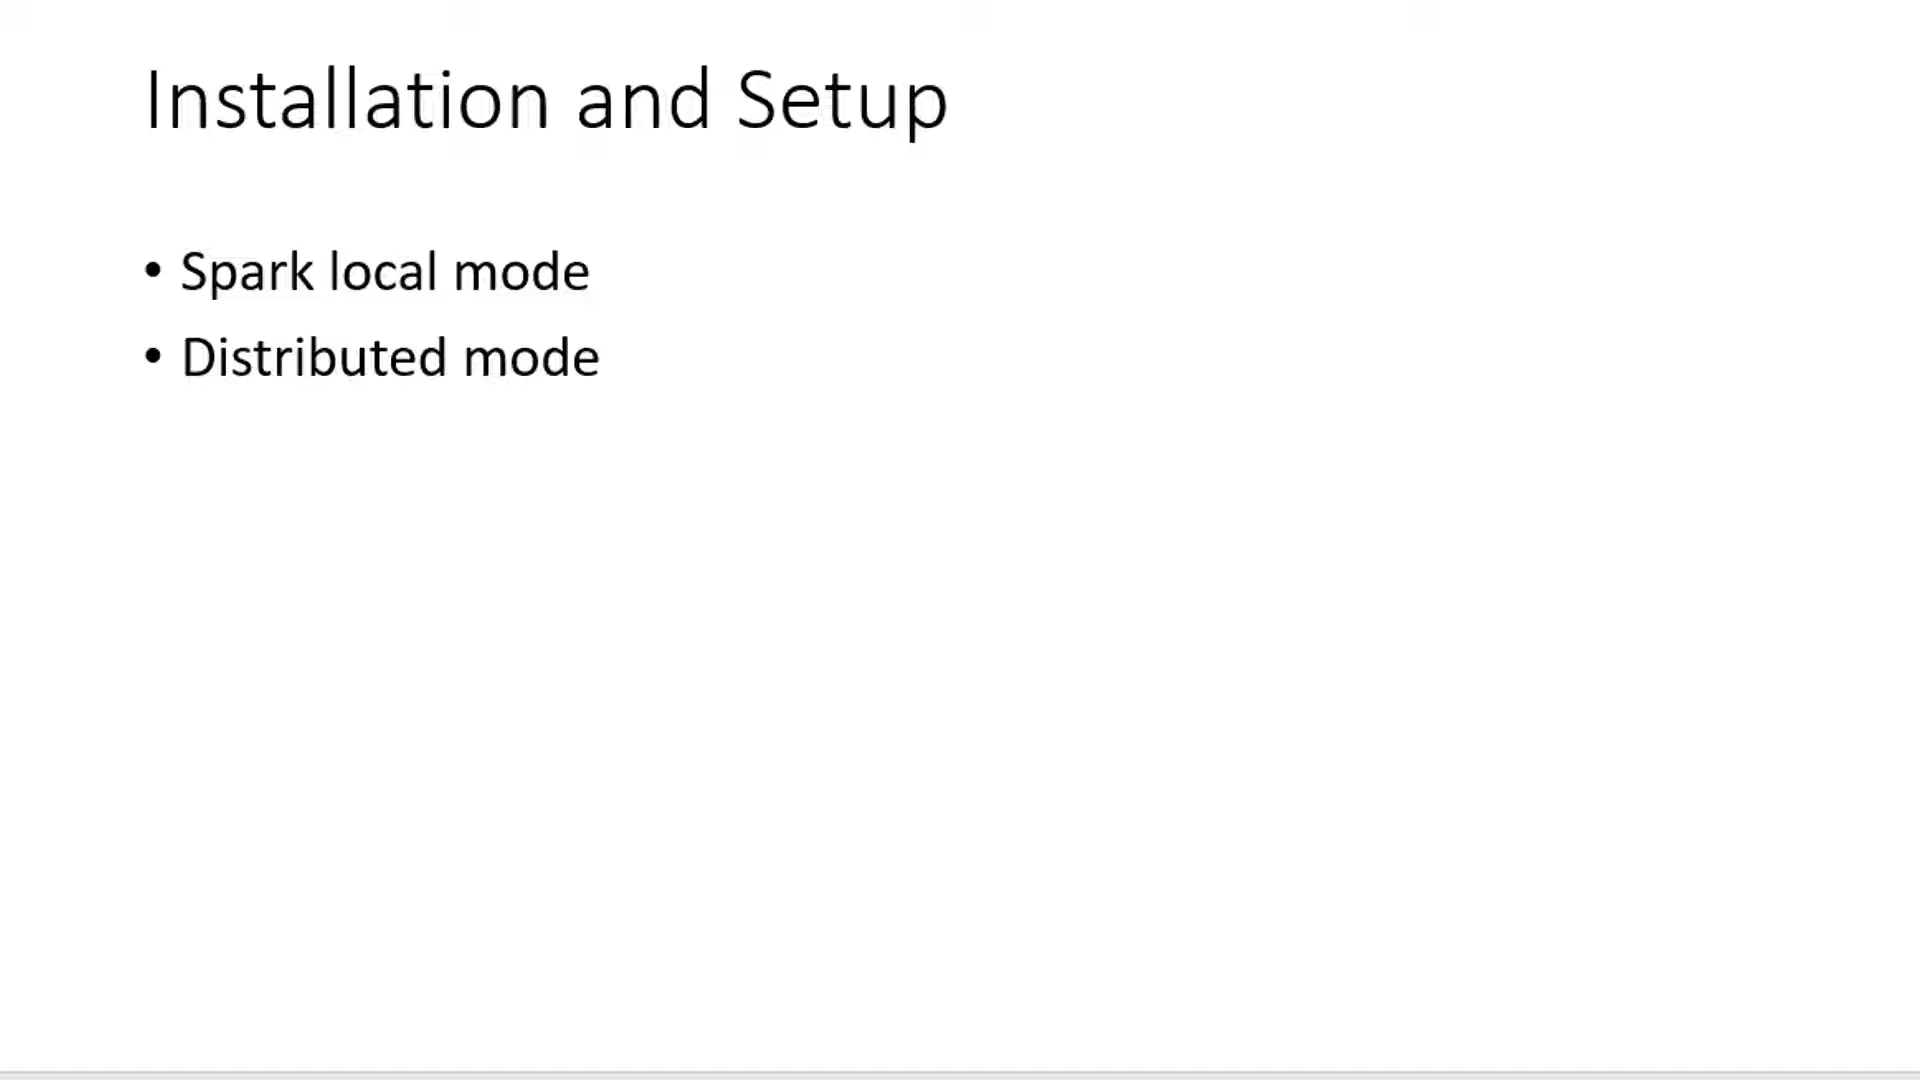 Installation and Setup
• Spark local mode
• Distributed mode